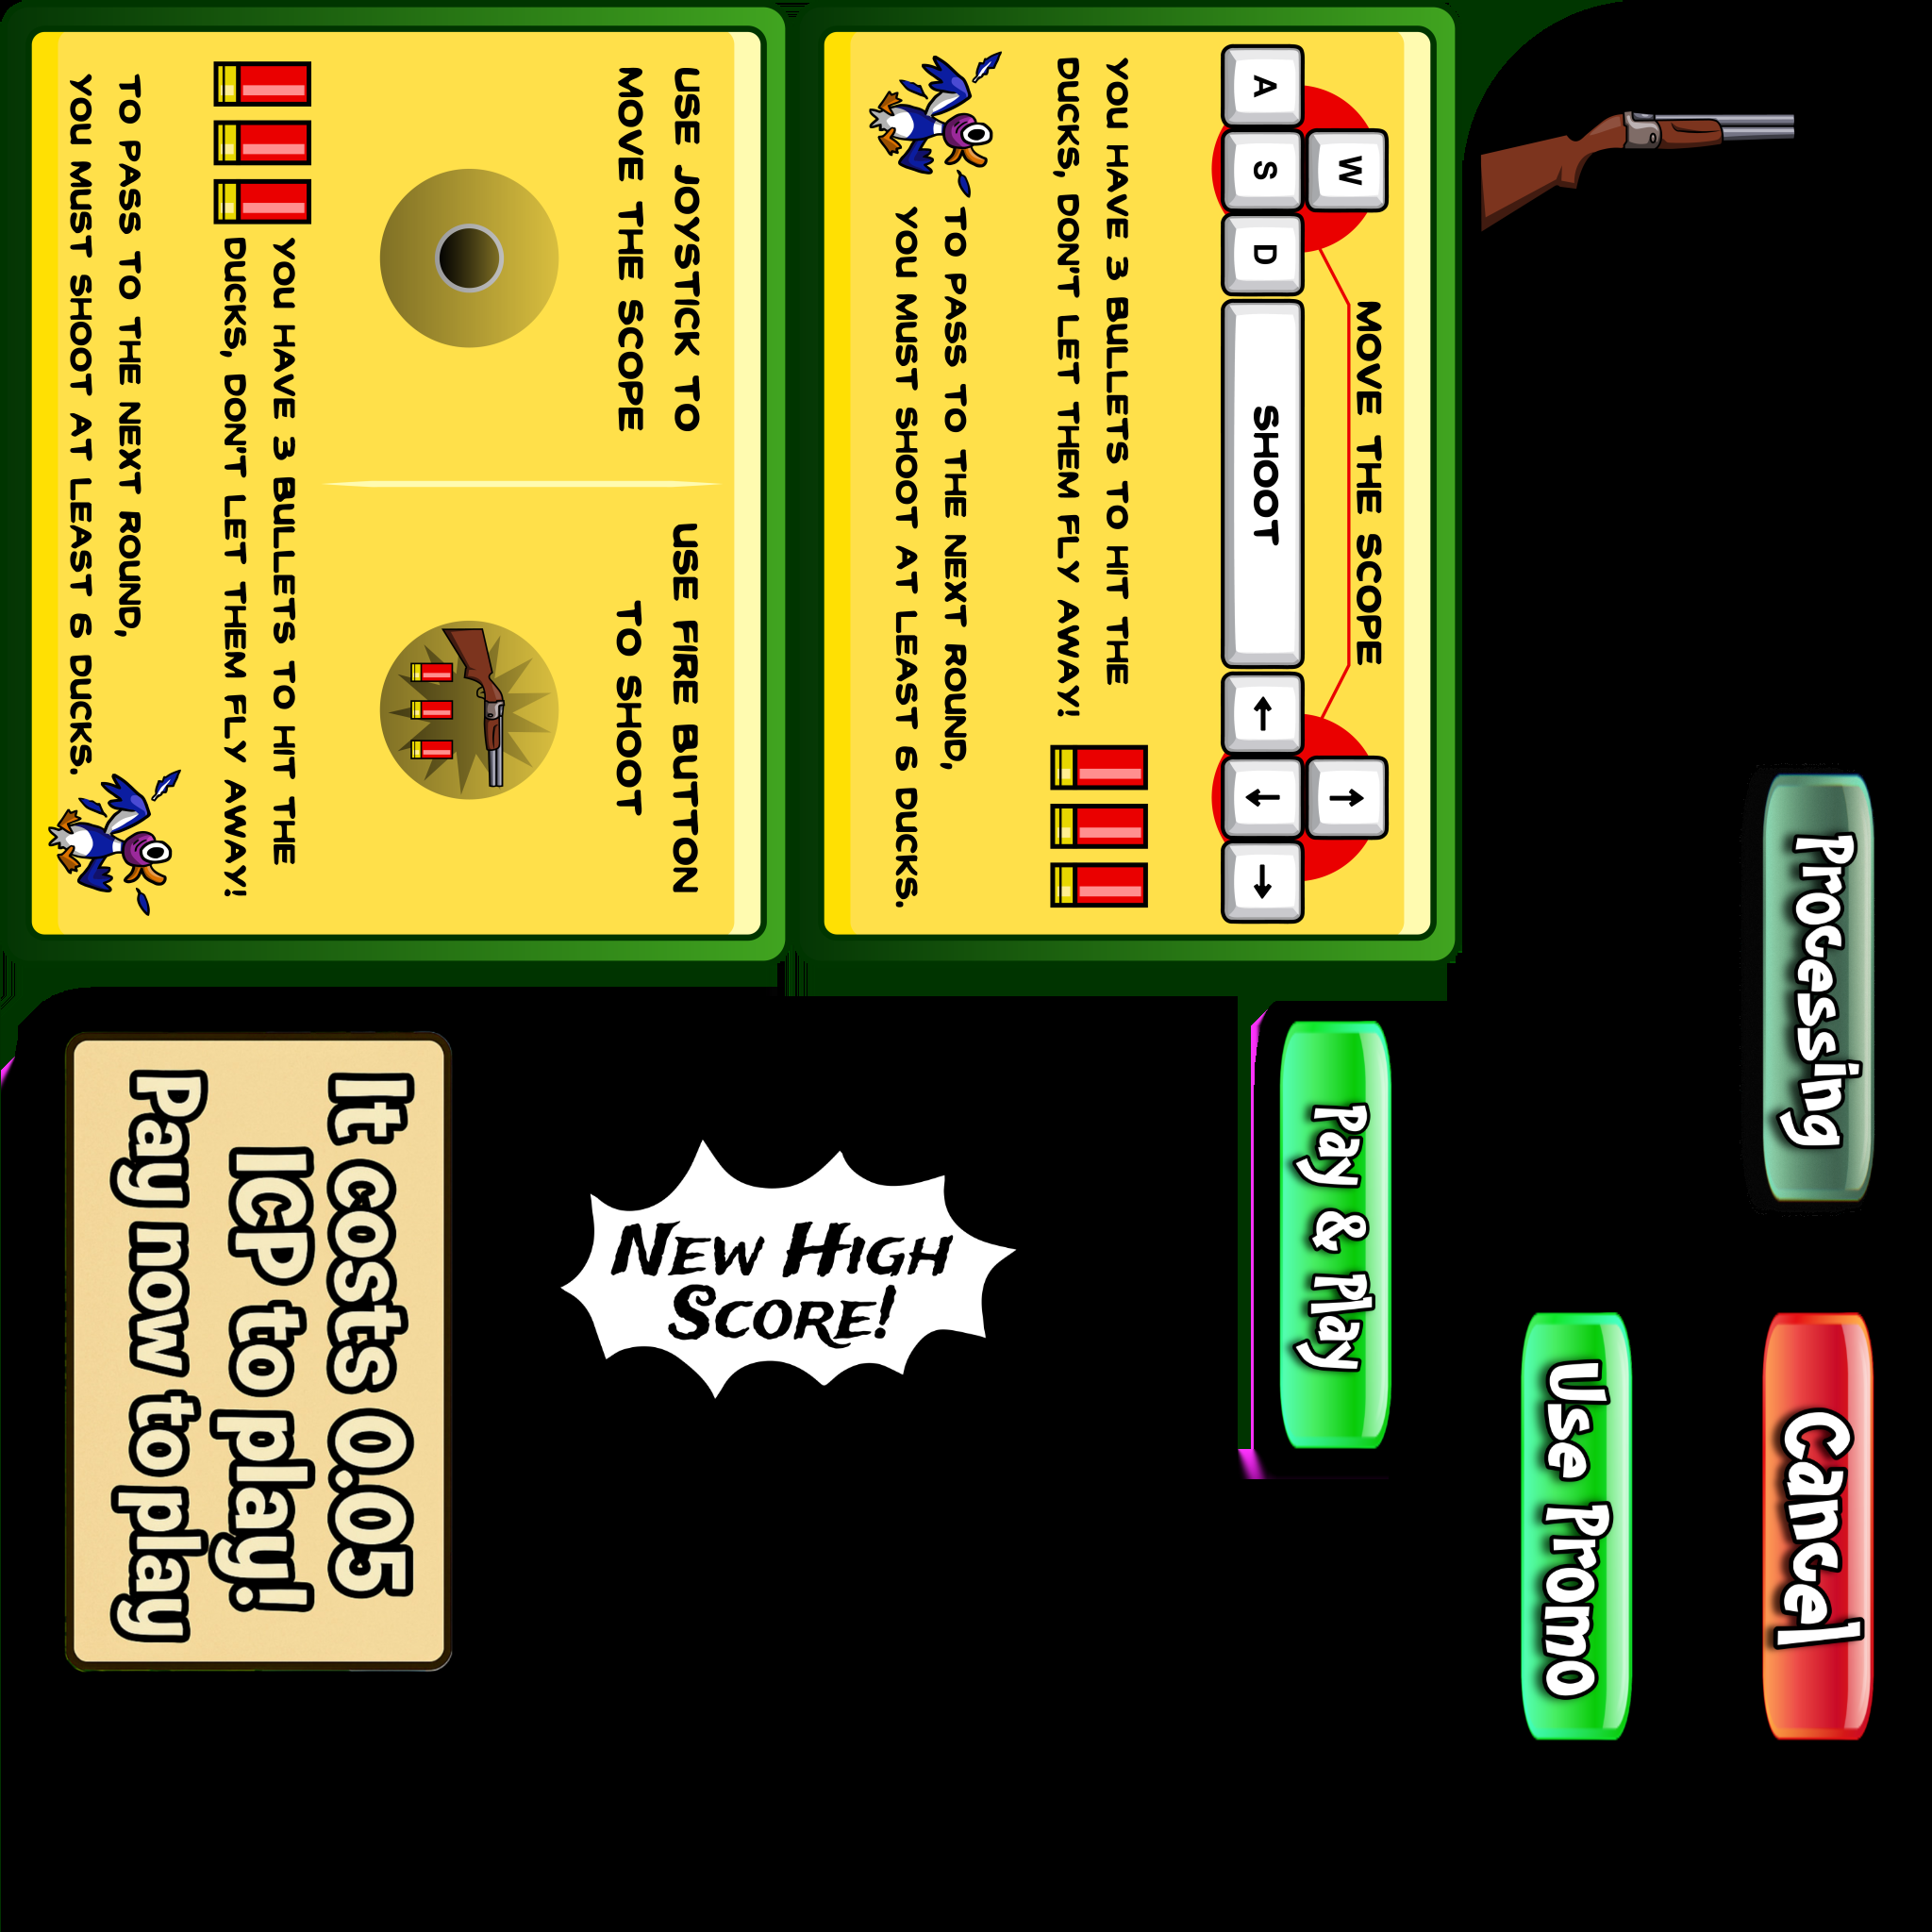 USE JOYSTICK TO
MOVE THE SCOPE
USE FIRE BUTTON
TO SHOOT
YOU HAVE 3 BULLETS TO HIT THE
DUCKS, DON'T LET THEM FLY AWAY!
TO PASS TO THE NEXT ROUND,
YOU MUST SHOOT AT LEAST 6 DUCKS.
MOVE THE SCOPE
W
↑
A
S
D
SHOOT
←
↓
→
YOU HAVE 3 BULLETS TO HIT THE
DUCKS, DON'T LET THEM FLY AWAY!
TO PASS TO THE NEXT ROUND,
YOU MUST SHOOT AT LEAST 6 DUCKS.
Processing
It costs 0.05
ICP to play!
Pay now to play
NEW HIGH
SCORE!
Pay & Play
Use Promo
Cancel